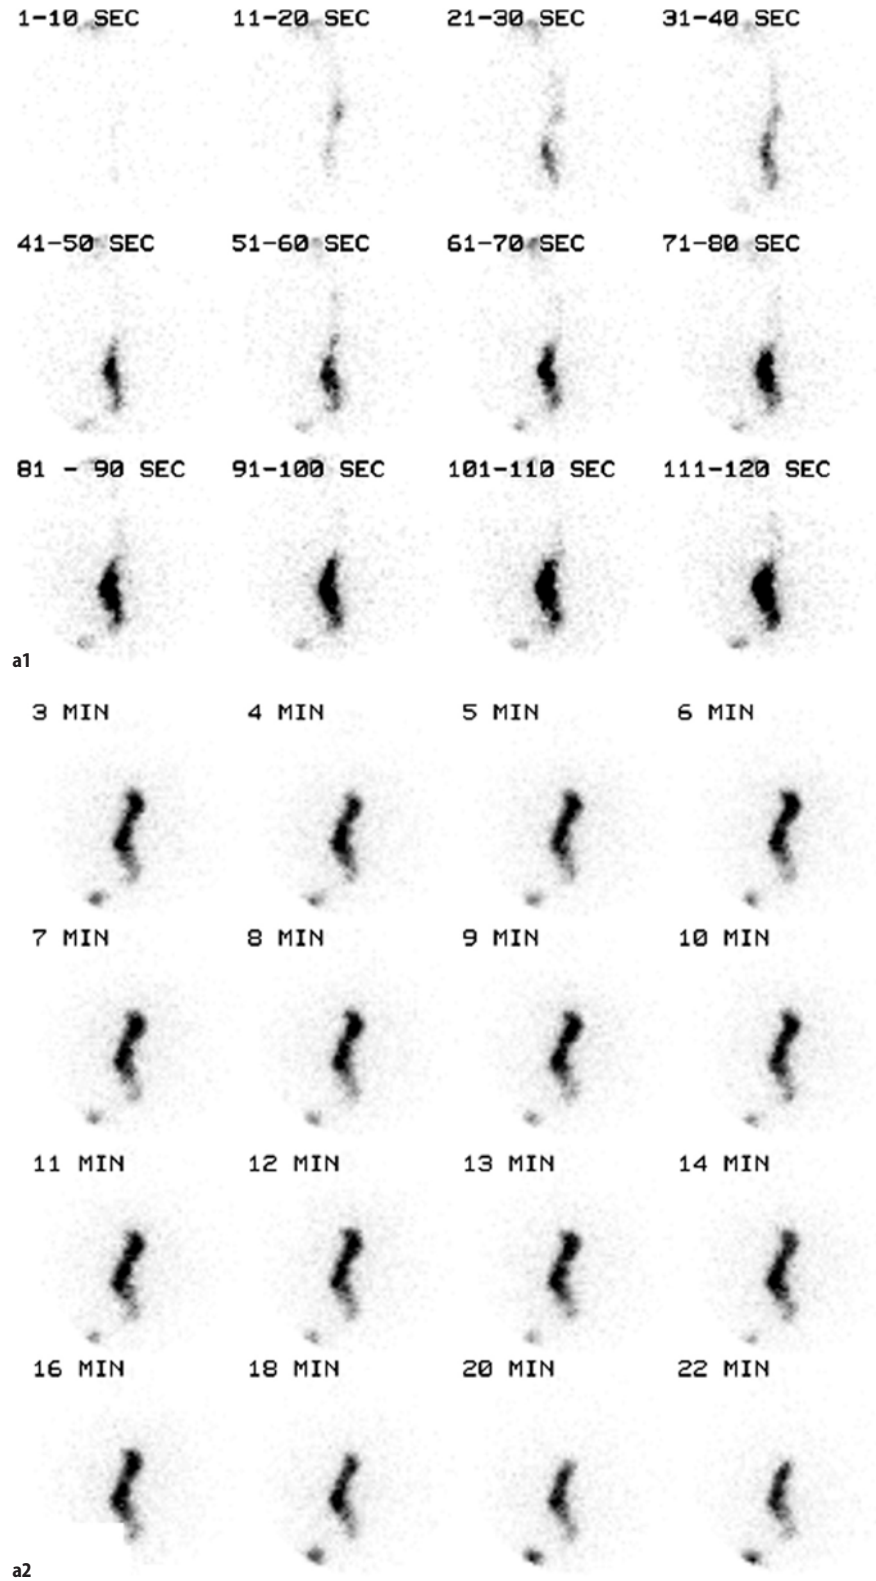 1-10 SEC 11-20 SEC 21-30 SEC 31-40 SEC
41-50 SEC 51-60 SEC 61-70 SEC 71-80 SEC
81 - 90 SEC 91-100 SEC 101-110 SEC 111-120 SEC
a1
3 MIN 4 MIN 5 MIN 6 MIN
7 MIN 8 MIN 9 MIN 10 MIN
11 MIN 12 MIN 13 MIN 14 MIN
16 MIN 18 MIN 20 MIN 22 MIN
a2